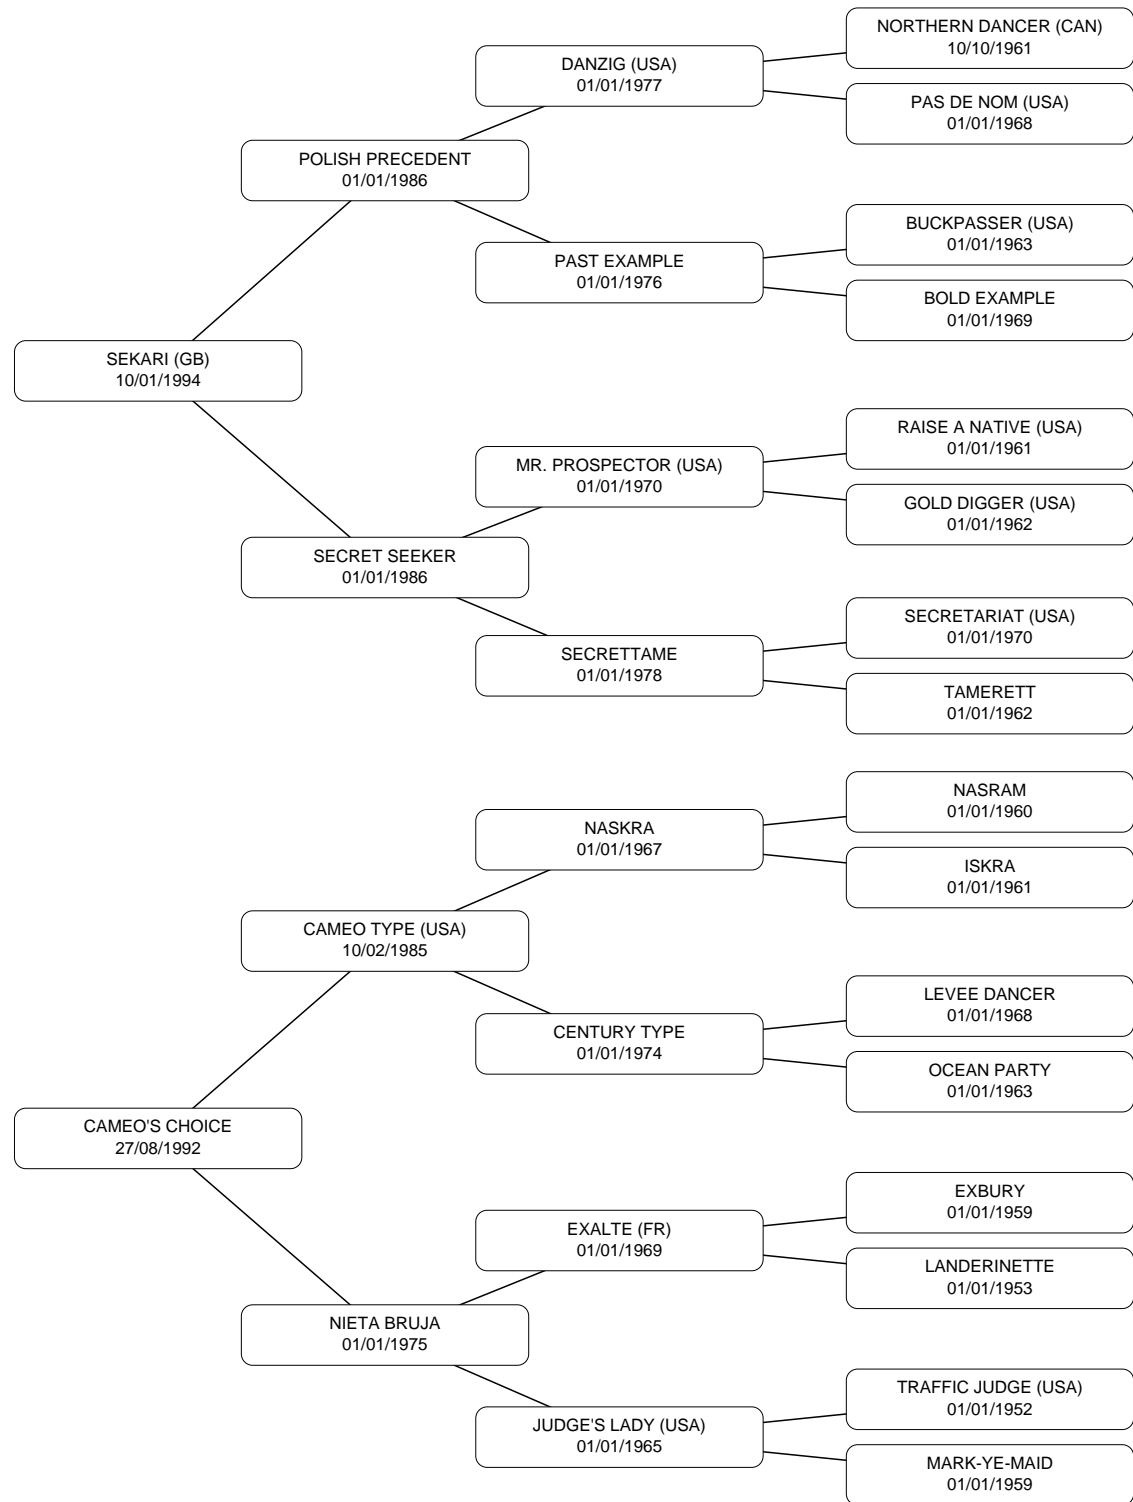 NORTHERN DANCER (CAN)
10/10/1961
DANZIG (USA)
01/01/1977
PAS DE NOM (USA)
01/01/1968
POLISH PRECEDENT
01/01/1986
BUCKPASSER (USA)
01/01/1963
PAST EXAMPLE
01/01/1976
BOLD EXAMPLE
01/01/1969
SEKARI (GB)
10/01/1994
RAISE A NATIVE (USA)
01/01/1961
MR. PROSPECTOR (USA)
01/01/1970
GOLD DIGGER (USA)
01/01/1962
SECRET SEEKER
01/01/1986
SECRETARIAT (USA)
01/01/1970
SECRETTAME
01/01/1978
TAMERETT
01/01/1962
NASRAM
01/01/1960
NASKRA
01/01/1967
ISKRA
01/01/1961
CAMEO TYPE (USA)
10/02/1985
LEVEE DANCER
01/01/1968
CENTURY TYPE
01/01/1974
OCEAN PARTY
01/01/1963
CAMEO'S CHOICE
27/08/1992
EXBURY
01/01/1959
EXALTE (FR)
01/01/1969
LANDERINETTE
01/01/1953
NIETA BRUJA
01/01/1975
TRAFFIC JUDGE (USA)
01/01/1952
JUDGE'S LADY (USA)
01/01/1965
MARK-YE-MAID
01/01/1959